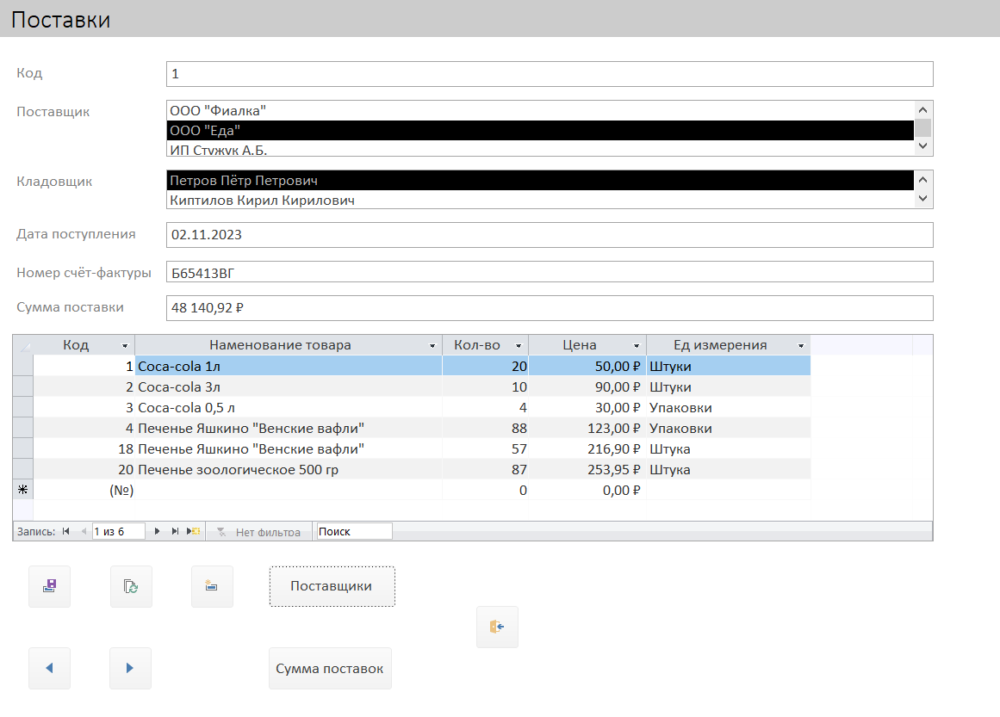 Поставки
Код 1
Поставщик ООО "Фиалка"
ООО "Еда"
ИП Стужук А.Б.
Кладовщик Петров Пётр Петрович
Киптилов Кирил Кирилович
Дата поступления 02.11.2023
Номер счёт-фактуры Б65413ВГ
Сумма поставки 48 140,92 ₽
Код Наменование товара Кол-во Цена Ед измерения
1 Coca-cola 1л 20 50,00 ₽ Штуки
2 Coca-cola 3л 10 90,00 ₽ Штуки
3 Coca-cola 0,5 л 4 30,00 ₽ Упаковки
4 Печенье Яшкино "Венские вафли" 88 123,00 ₽ Упаковки
18 Печенье Яшкино "Венские вафли" 57 216,90 ₽ Штука
20 Печенье зоологическое 500 гр 87 253,95 ₽ Штука
(№) 0 0,00 ₽
Запись: 1 из 6 Нет фильтра Поиск
Поставщики
Сумма поставок